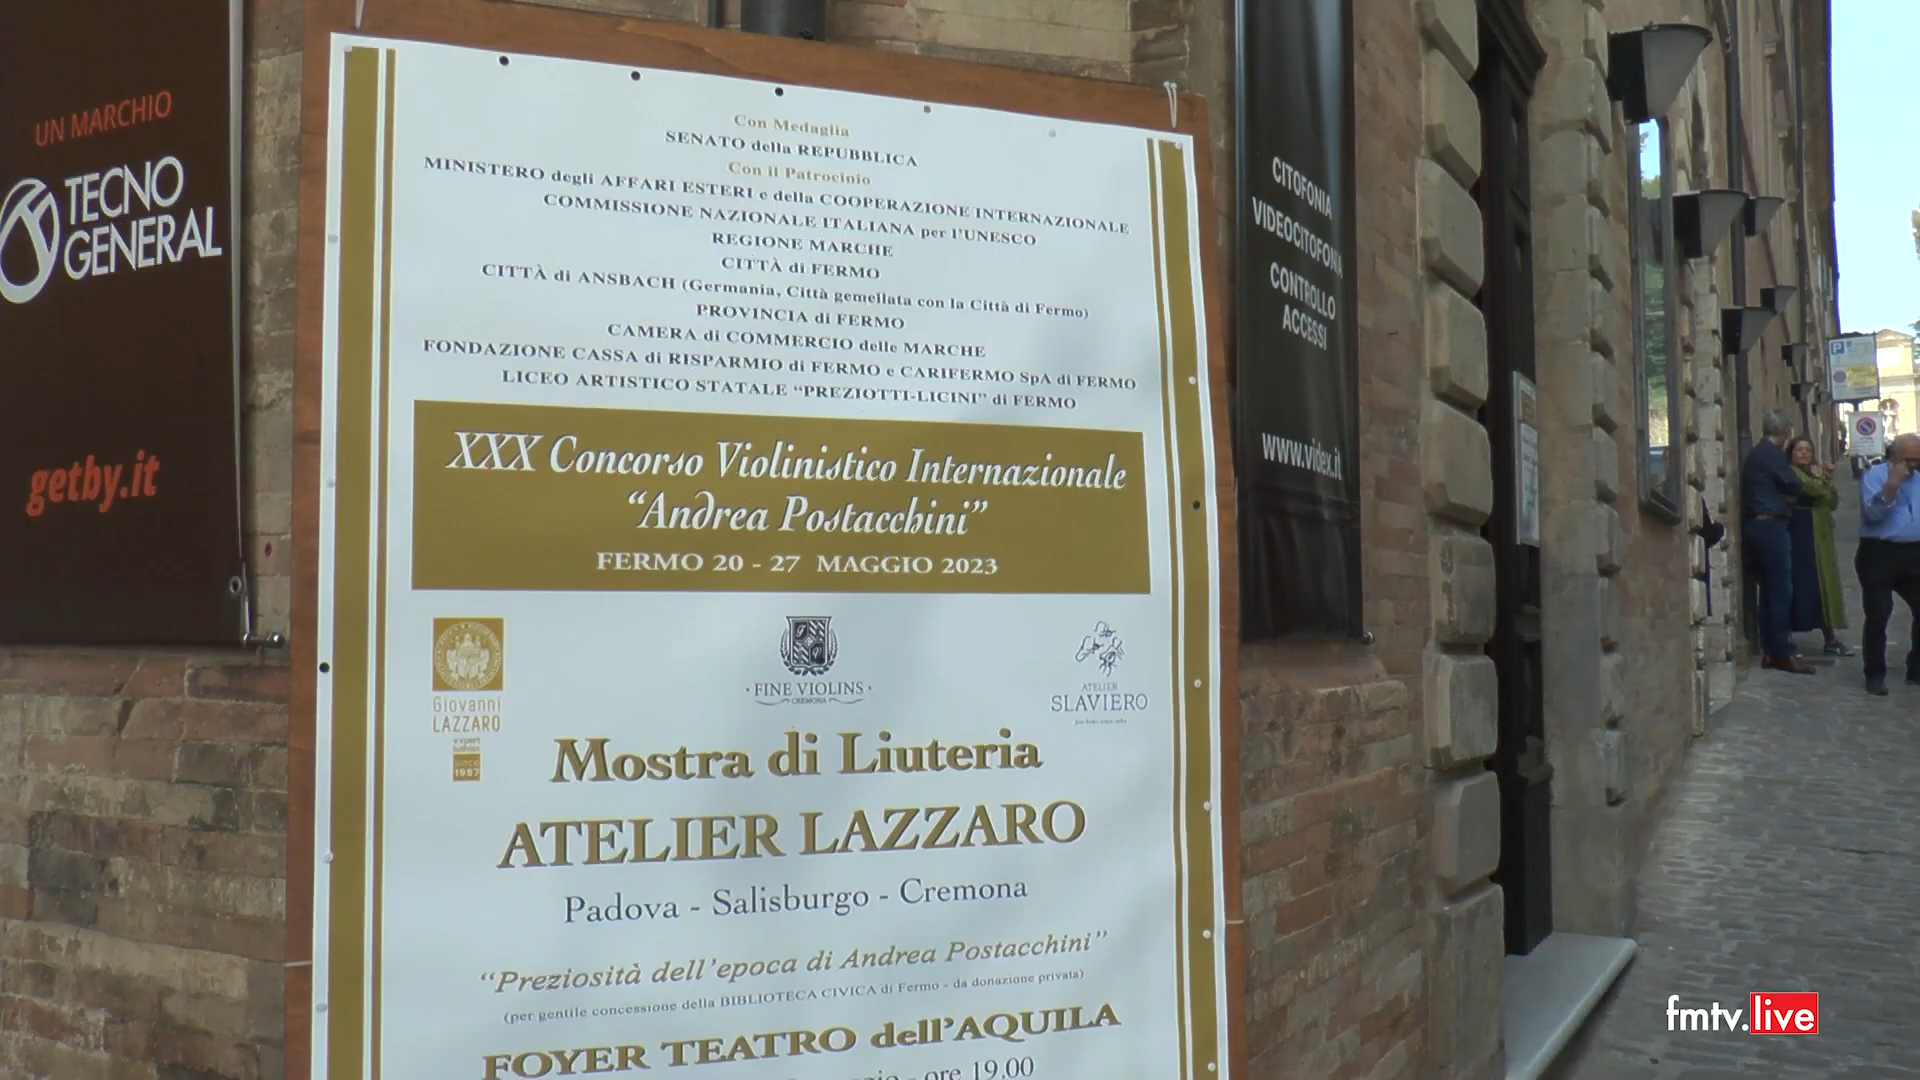 UN MARCHIO
TECNO
GENERAL
getby.it
Con Medaglia
SENATO della REPUBBLICA
Con il Patrocinio
MINISTERO degli AFFARI ESTERI e della COOPERAZIONE INTERNAZIONALE
COMMISSIONE NAZIONALE ITALIANA per l'UNESCO
REGIONE MARCHE
CITTÀ di FERMO
CITTÀ di ANSBACH (Germania, Città gemellata con la Città di Fermo)
PROVINCIA di FERMO
CAMERA di COMMERCIO delle MARCHE
FONDAZIONE CASSA di RISPARMIO di FERMO e CARIFERMO SpA di FERMO
LICEO ARTISTICO STATALE “PREZIOTTI-LICINI” di FERMO
XXX Concorso Violinistico Internazionale
“Andrea Postacchini”
FERMO 20 - 27 MAGGIO 2023
Giovanni
LAZZARO
expert
luthier
since
1987
· FINE VIOLINS ·
CREMONA
ATELIER
SLAVIERO
Mostra di Liuteria
ATELIER LAZZARO
Padova - Salisburgo - Cremona
“Preziosità dell'epoca di Andrea Postacchini”
(per gentile concessione della BIBLIOTECA CIVICA di Fermo - da donazione privata)
FOYER TEATRO dell'AQUILA
- ore 19.00
CITOFONIA
VIDEOCITOFONIA
CONTROLLO
ACCESSI
www.videx.it
P
fmtv.live